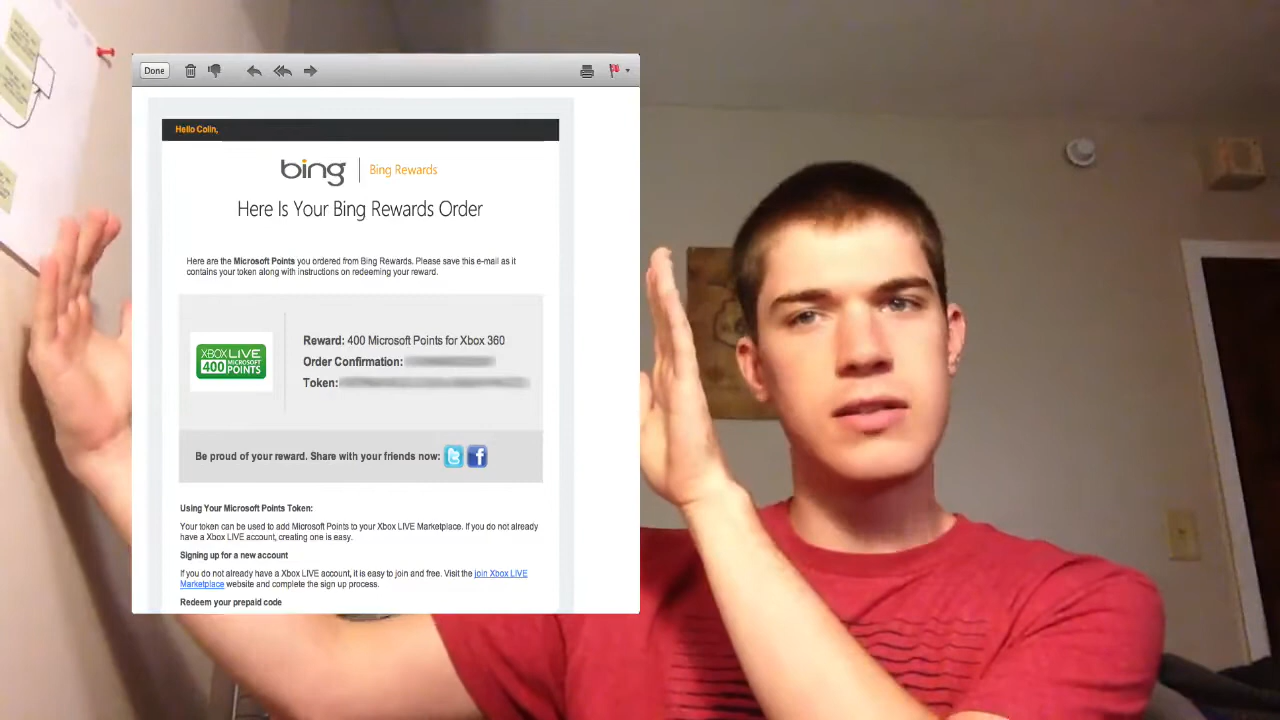 Done
Hello Colin,
bing | Bing Rewards
Here Is Your Bing Rewards Order
Here are the Microsoft Points you ordered from Bing Rewards. Please save this e-mail as it
contains your token along with instructions on redeeming your reward.
XBOX LIVE
400 MICROSOFT POINTS
Reward: 400 Microsoft Points for Xbox 360
Order Confirmation:
Token:
Be proud of your reward. Share with your friends now:
Using Your Microsoft Points Token:
Your token can be used to add Microsoft Points to your Xbox LIVE Marketplace. If you do not already
have a Xbox LIVE account, creating one is easy.
Signing up for a new account
If you do not already have a Xbox LIVE account, it is easy to join and free. Visit the join Xbox LIVE
Marketplace website and complete the sign up process.
Redeem your prepaid code